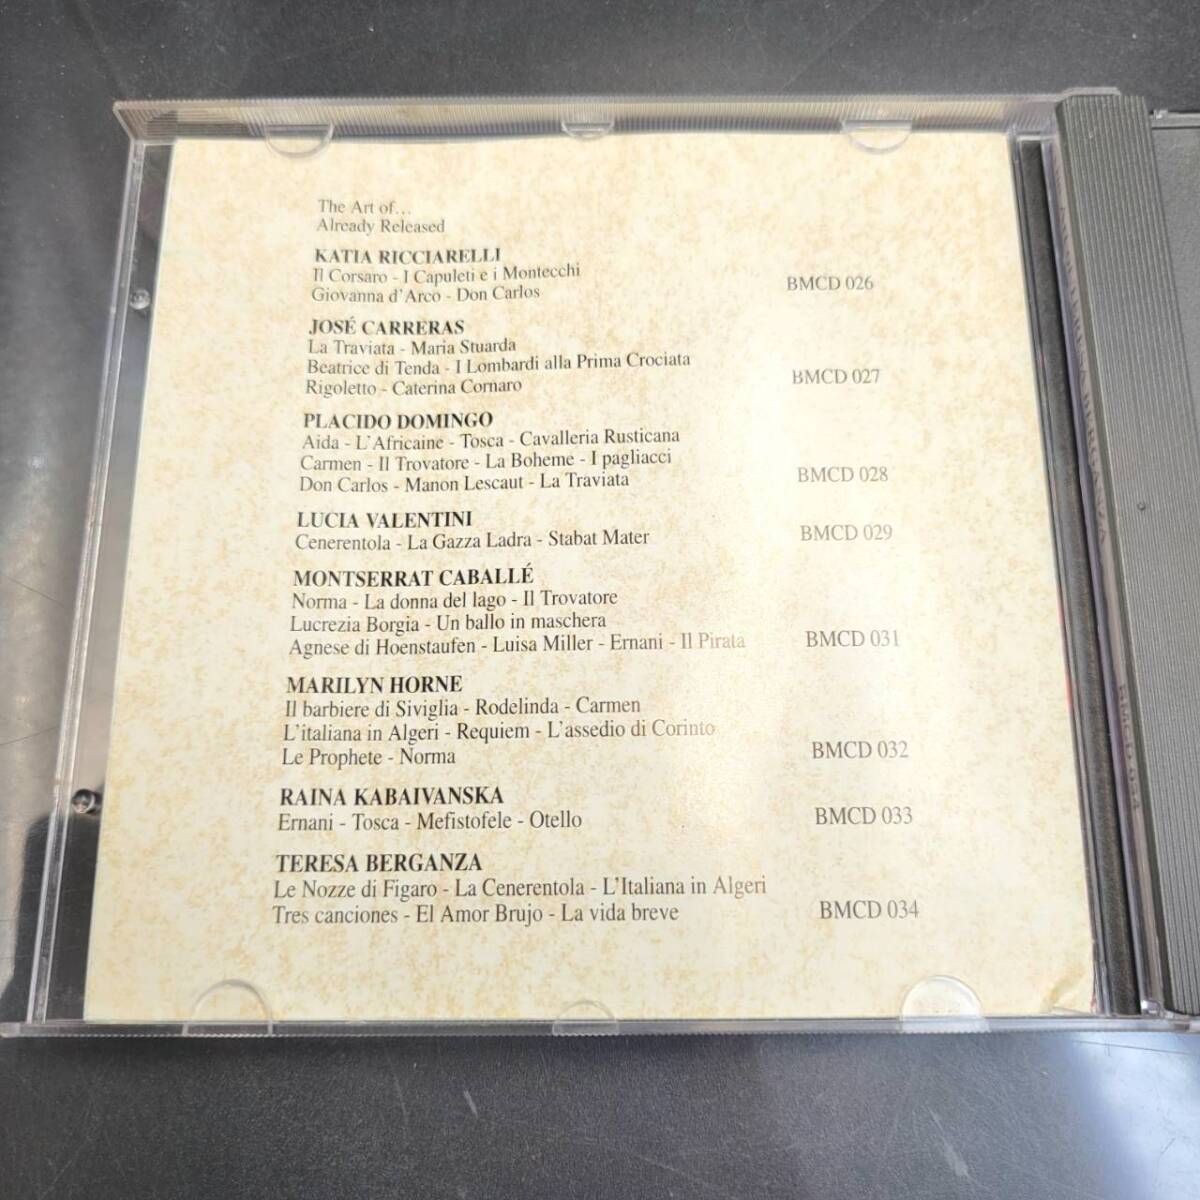 The Art of...
Already Released
KATIA RICCIARELLI
Il Corsaro - I Capuleti e i Montecchi
Giovanna d'Arco - Don Carlos BMCD 026
JOSÉ CARRERAS
La Traviata - Maria Stuarda
Beatrice di Tenda - I Lombardi alla Prima Crociata
Rigoletto - Caterina Cornaro BMCD 027
PLACIDO DOMINGO
Aida - L'Africaine - Tosca - Cavalleria Rusticana
Carmen - Il Trovatore - La Boheme - I pagliacci
Don Carlos - Manon Lescaut - La Traviata BMCD 028
LUCIA VALENTINI
Cenerentola - La Gazza Ladra - Stabat Mater BMCD 029
MONTSERRAT CABALLÉ
Norma - La donna del lago - Il Trovatore
Lucrezia Borgia - Un ballo in maschera
Agnese di Hoenstaufen - Luisa Miller - Ernani - Il Pirata BMCD 031
MARILYN HORNE
Il barbiere di Siviglia - Rodelinda - Carmen
L'italiana in Algeri - Requiem - L'assedio di Corinto
Le Prophete - Norma BMCD 032
RAINA KABAIVANSKA
Ernani - Tosca - Mefistofele - Otello BMCD 033
TERESA BERGANZA
Le Nozze di Figaro - La Cenerentola - L'Italiana in Algeri
Tres canciones - El Amor Brujo - La vida breve BMCD 034